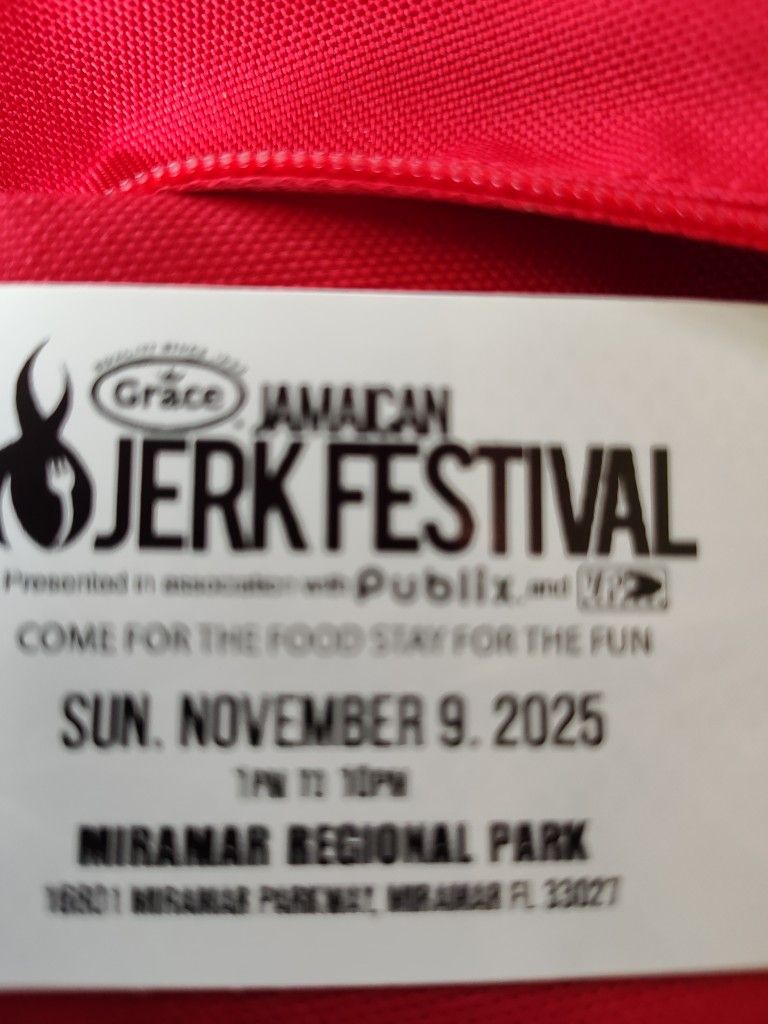 Grace
JAMAICAN
JERK FESTIVAL
Presented in association with Publix. and VP
COME FOR THE FOOD STAY FOR THE FUN
SUN. NOVEMBER 9. 2025
1PM TO 10PM
MIRAMAR REGIONAL PARK
16801 MIRAMAR PARKWAY, MIRAMAR FL 33027